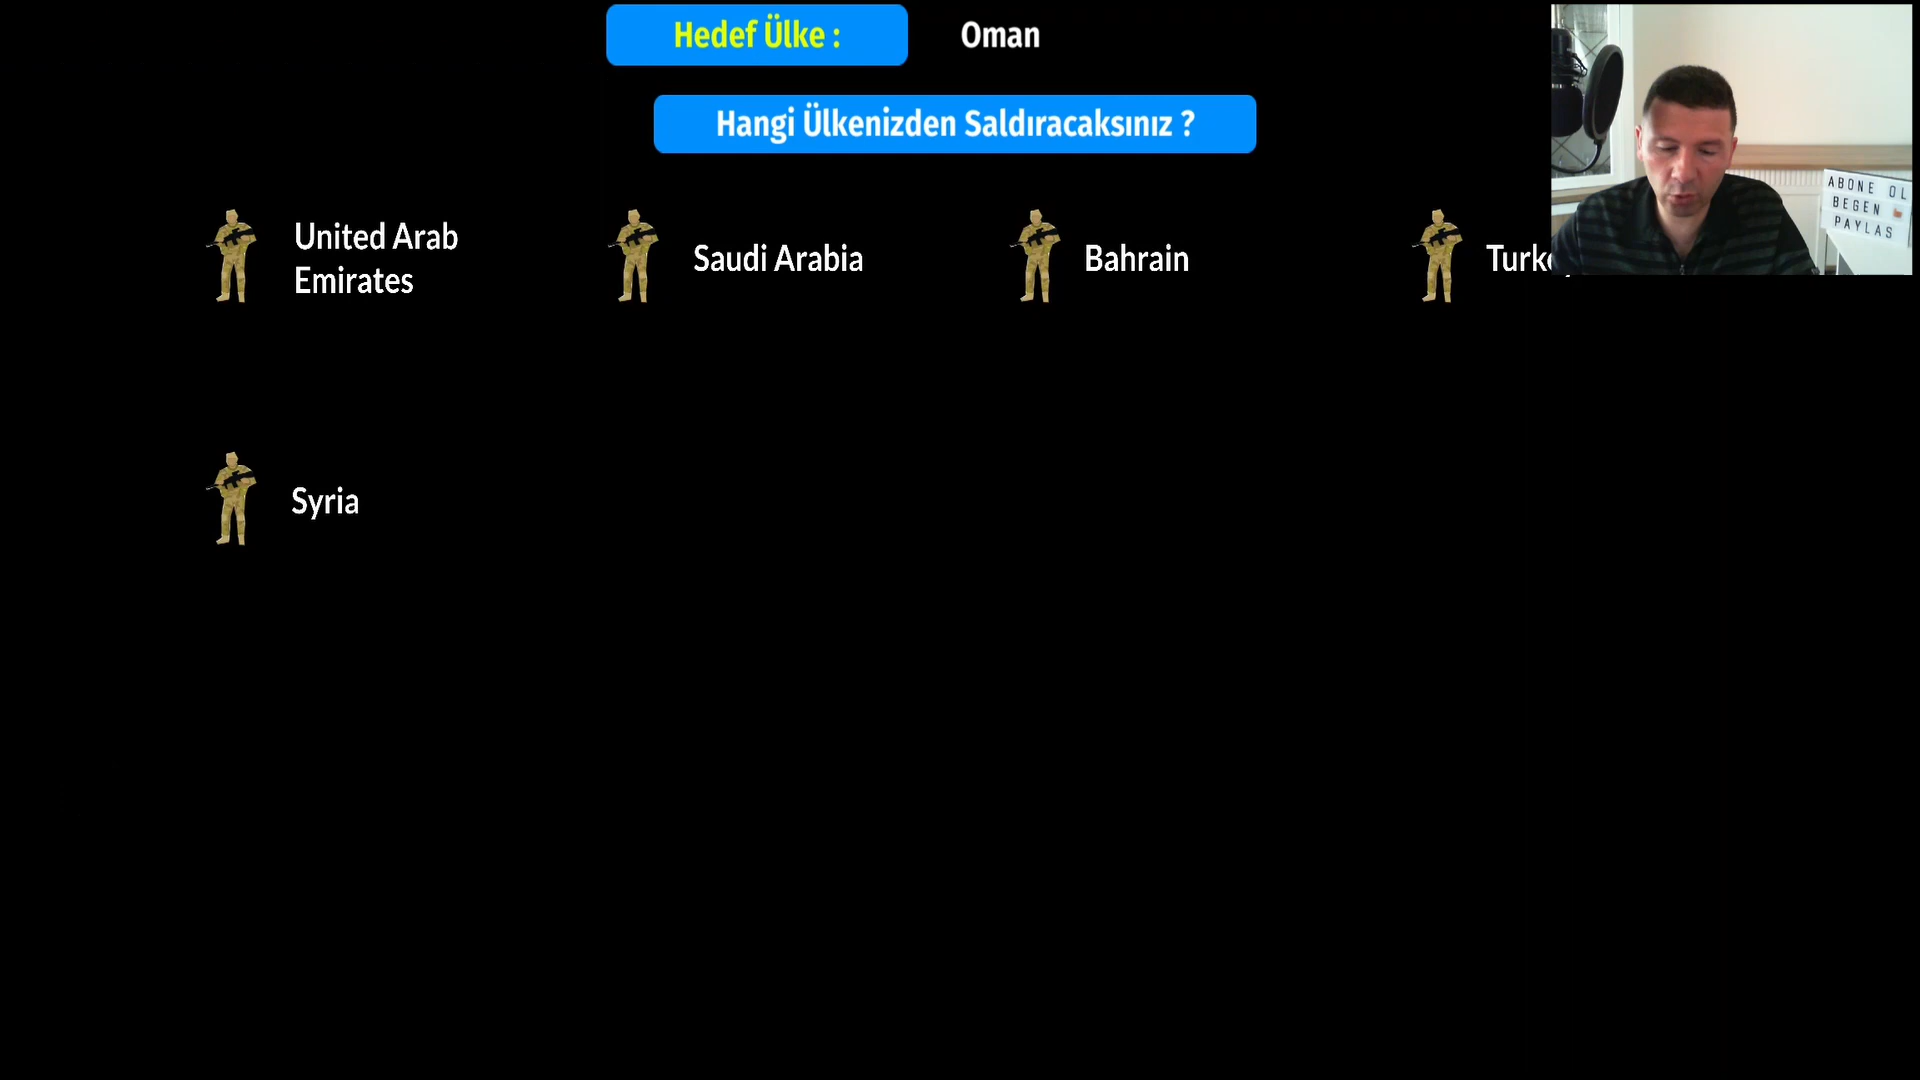 Hedef Ülke :
Oman
Hangi Ülkenizden Saldıracaksınız ?
United Arab
Emirates
Saudi Arabia
Bahrain
Syria
ABONE OL
BEGEN
PAYLAS